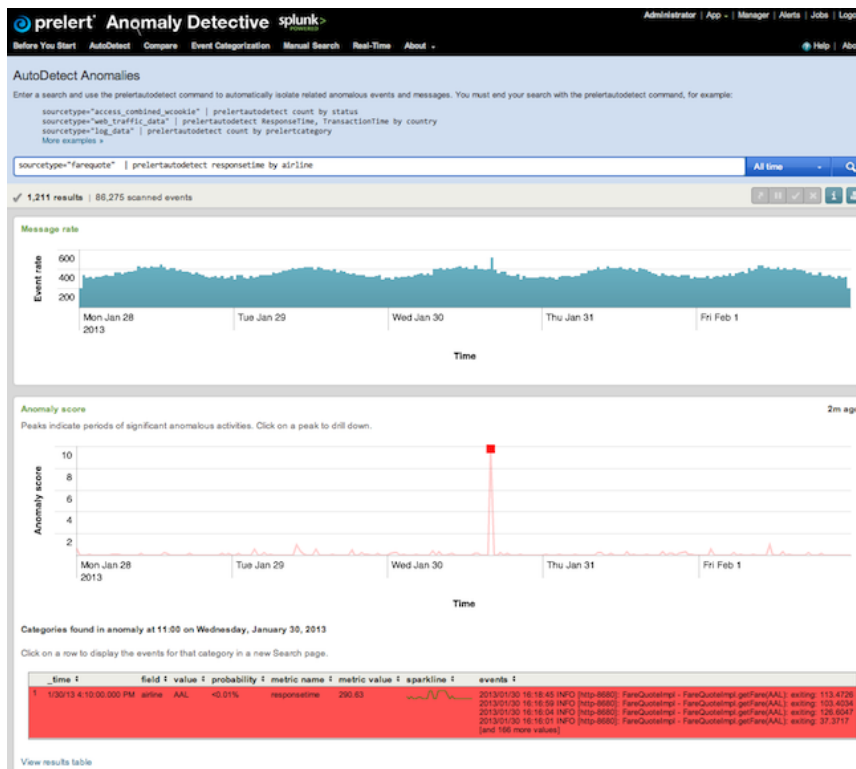 prelert Anomaly Detective splunk> POWERED
Administrator | App | Manager | Alerts | Jobs | Logo
Before You Start AutoDetect Compare Event Categorization Manual Search Real-Time About Help | Abo
AutoDetect Anomalies
Enter a search and use the prelertautodetect command to automatically isolate related anomalous events and messages. You must end your search with the prelertautodetect command, for example:
sourcetype="access_combined_wcookie" | prelertautodetect count by status
sourcetype="web_traffic_data" | prelertautodetect ResponseTime, TransactionTime by country
sourcetype="log_data" | prelertautodetect count by prelertcategory
More examples »
sourcetype="farequote" | prelertautodetect responsetime by airline All time
1,211 results | 86,275 scanned events
Message rate
600
400
200
Event rate
Mon Jan 28 Tue Jan 29 Wed Jan 30 Thu Jan 31 Fri Feb 1
2013
Time
Anomaly score 2m ago
Peaks indicate periods of significant anomalous activities. Click on a peak to drill down.
10
8
6
4
2
Anomaly score
Mon Jan 28 Tue Jan 29 Wed Jan 30 Thu Jan 31 Fri Feb 1
2013
Time
Categories found in anomaly at 11:00 on Wednesday, January 30, 2013
Click on a row to display the events for that category in a new Search page.
_time field value probability metric name metric value sparkline events
1 1/30/13 4:10:00.000 PM airline AAL <0.01% responsetime 290.63 2013/01/30 16:18:45 INFO [http-8680]: FareQuoteImpl - FareQuoteImpl.getFare(AAL): exiting: 113.4726
2013/01/30 16:16:59 INFO [http-8680]: FareQuoteImpl - FareQuoteImpl.getFare(AAL): exiting: 103.4034
2013/01/30 16:16:04 INFO [http-8680]: FareQuoteImpl - FareQuoteImpl.getFare(AAL): exiting: 126.6047
2013/01/30 16:16:01 INFO [http-8680]: FareQuoteImpl - FareQuoteImpl.getFare(AAL): exiting: 37.3717
[and 166 more values]
View results table